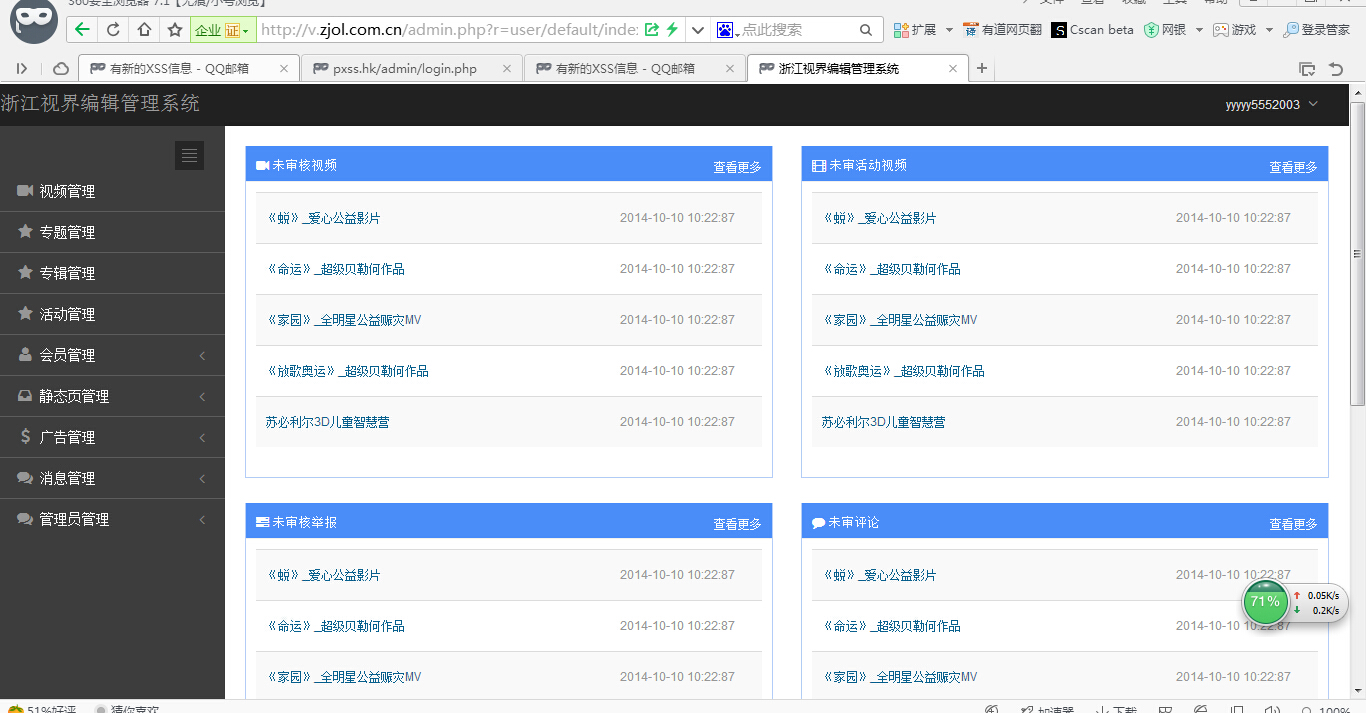 360安全浏览器 7.1【无痕/小号浏览】 文件 查看 收藏 工具 帮助
企业 证 http://v.zjol.com.cn/admin.php?r=user/default/inde: 点此搜索 扩展 有道网页翻 Cscan beta 网银 游戏 登录管家
有新的XSS信息 - QQ邮箱 pxss.hk/admin/login.php 有新的XSS信息 - QQ邮箱 浙江视界编辑管理系统
浙江视界编辑管理系统 yyyyy5552003
视频管理
专题管理
专辑管理
活动管理
会员管理
静态页管理
广告管理
消息管理
管理员管理
未审核视频 查看更多
《蜕》_爱心公益影片 2014-10-10 10:22:87
《命运》_超级贝勒何作品 2014-10-10 10:22:87
《家园》_全明星公益赈灾MV 2014-10-10 10:22:87
《放歌奥运》_超级贝勒何作品 2014-10-10 10:22:87
苏必利尔3D儿童智慧营 2014-10-10 10:22:87
未审活动视频 查看更多
《蜕》_爱心公益影片 2014-10-10 10:22:87
《命运》_超级贝勒何作品 2014-10-10 10:22:87
《家园》_全明星公益赈灾MV 2014-10-10 10:22:87
《放歌奥运》_超级贝勒何作品 2014-10-10 10:22:87
苏必利尔3D儿童智慧营 2014-10-10 10:22:87
未审核举报 查看更多
《蜕》_爱心公益影片 2014-10-10 10:22:87
《命运》_超级贝勒何作品 2014-10-10 10:22:87
《家园》_全明星公益赈灾MV 2014-10-10 10:22:87
未审评论 查看更多
《蜕》_爱心公益影片 2014-10-10 10:22:87
《命运》_超级贝勒何作品 2014-10-10 10:22:87
《家园》_全明星公益赈灾MV 2014-10-10 10:22:87
71% 0.05K/s
0.2K/s
51%好评 猜你喜欢 加速器 下载 100%